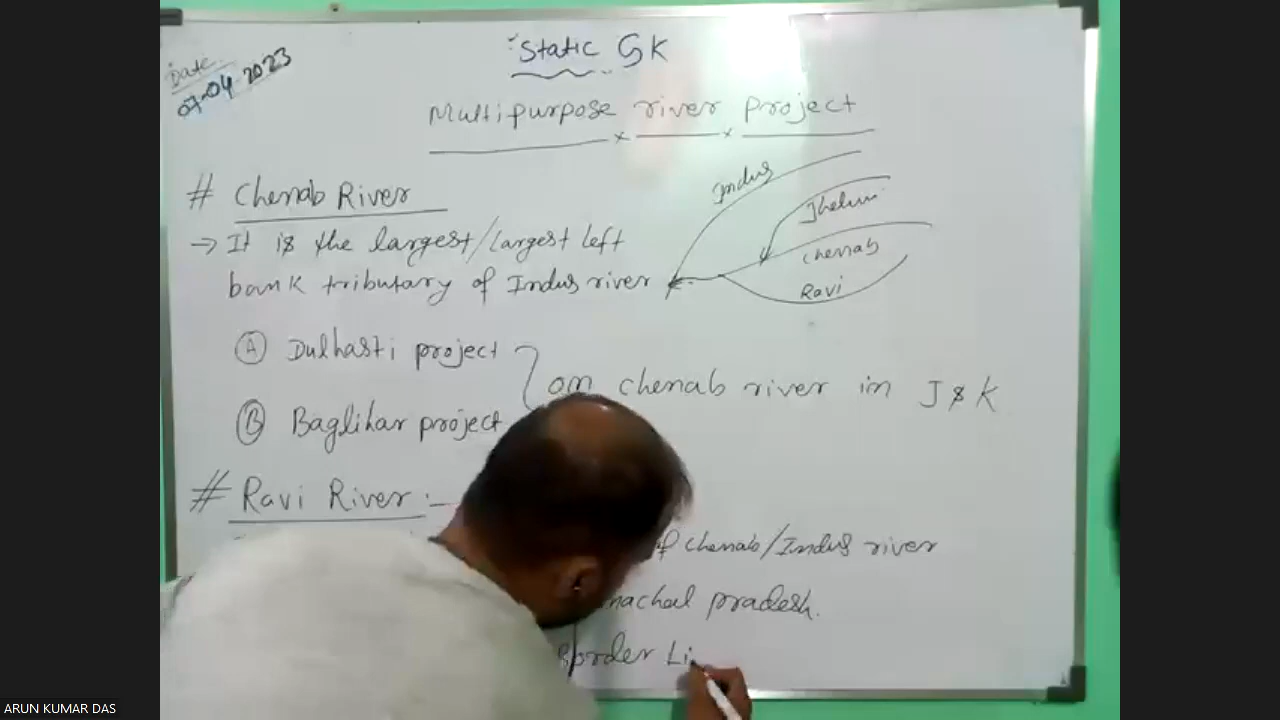 Date
07-04-2023
Static GK
Multipurpose river project
# Chenab River
→ It is the largest/largest left
bank tributary of Indus river
Indus
Jhelum
Chenab
Ravi
(A) Dulhasti project
(B) Baglihar project
on chenab river in J&K
# Ravi River :-
of chenab/Indus river
machal pradesh.
Border Li
ARUN KUMAR DAS